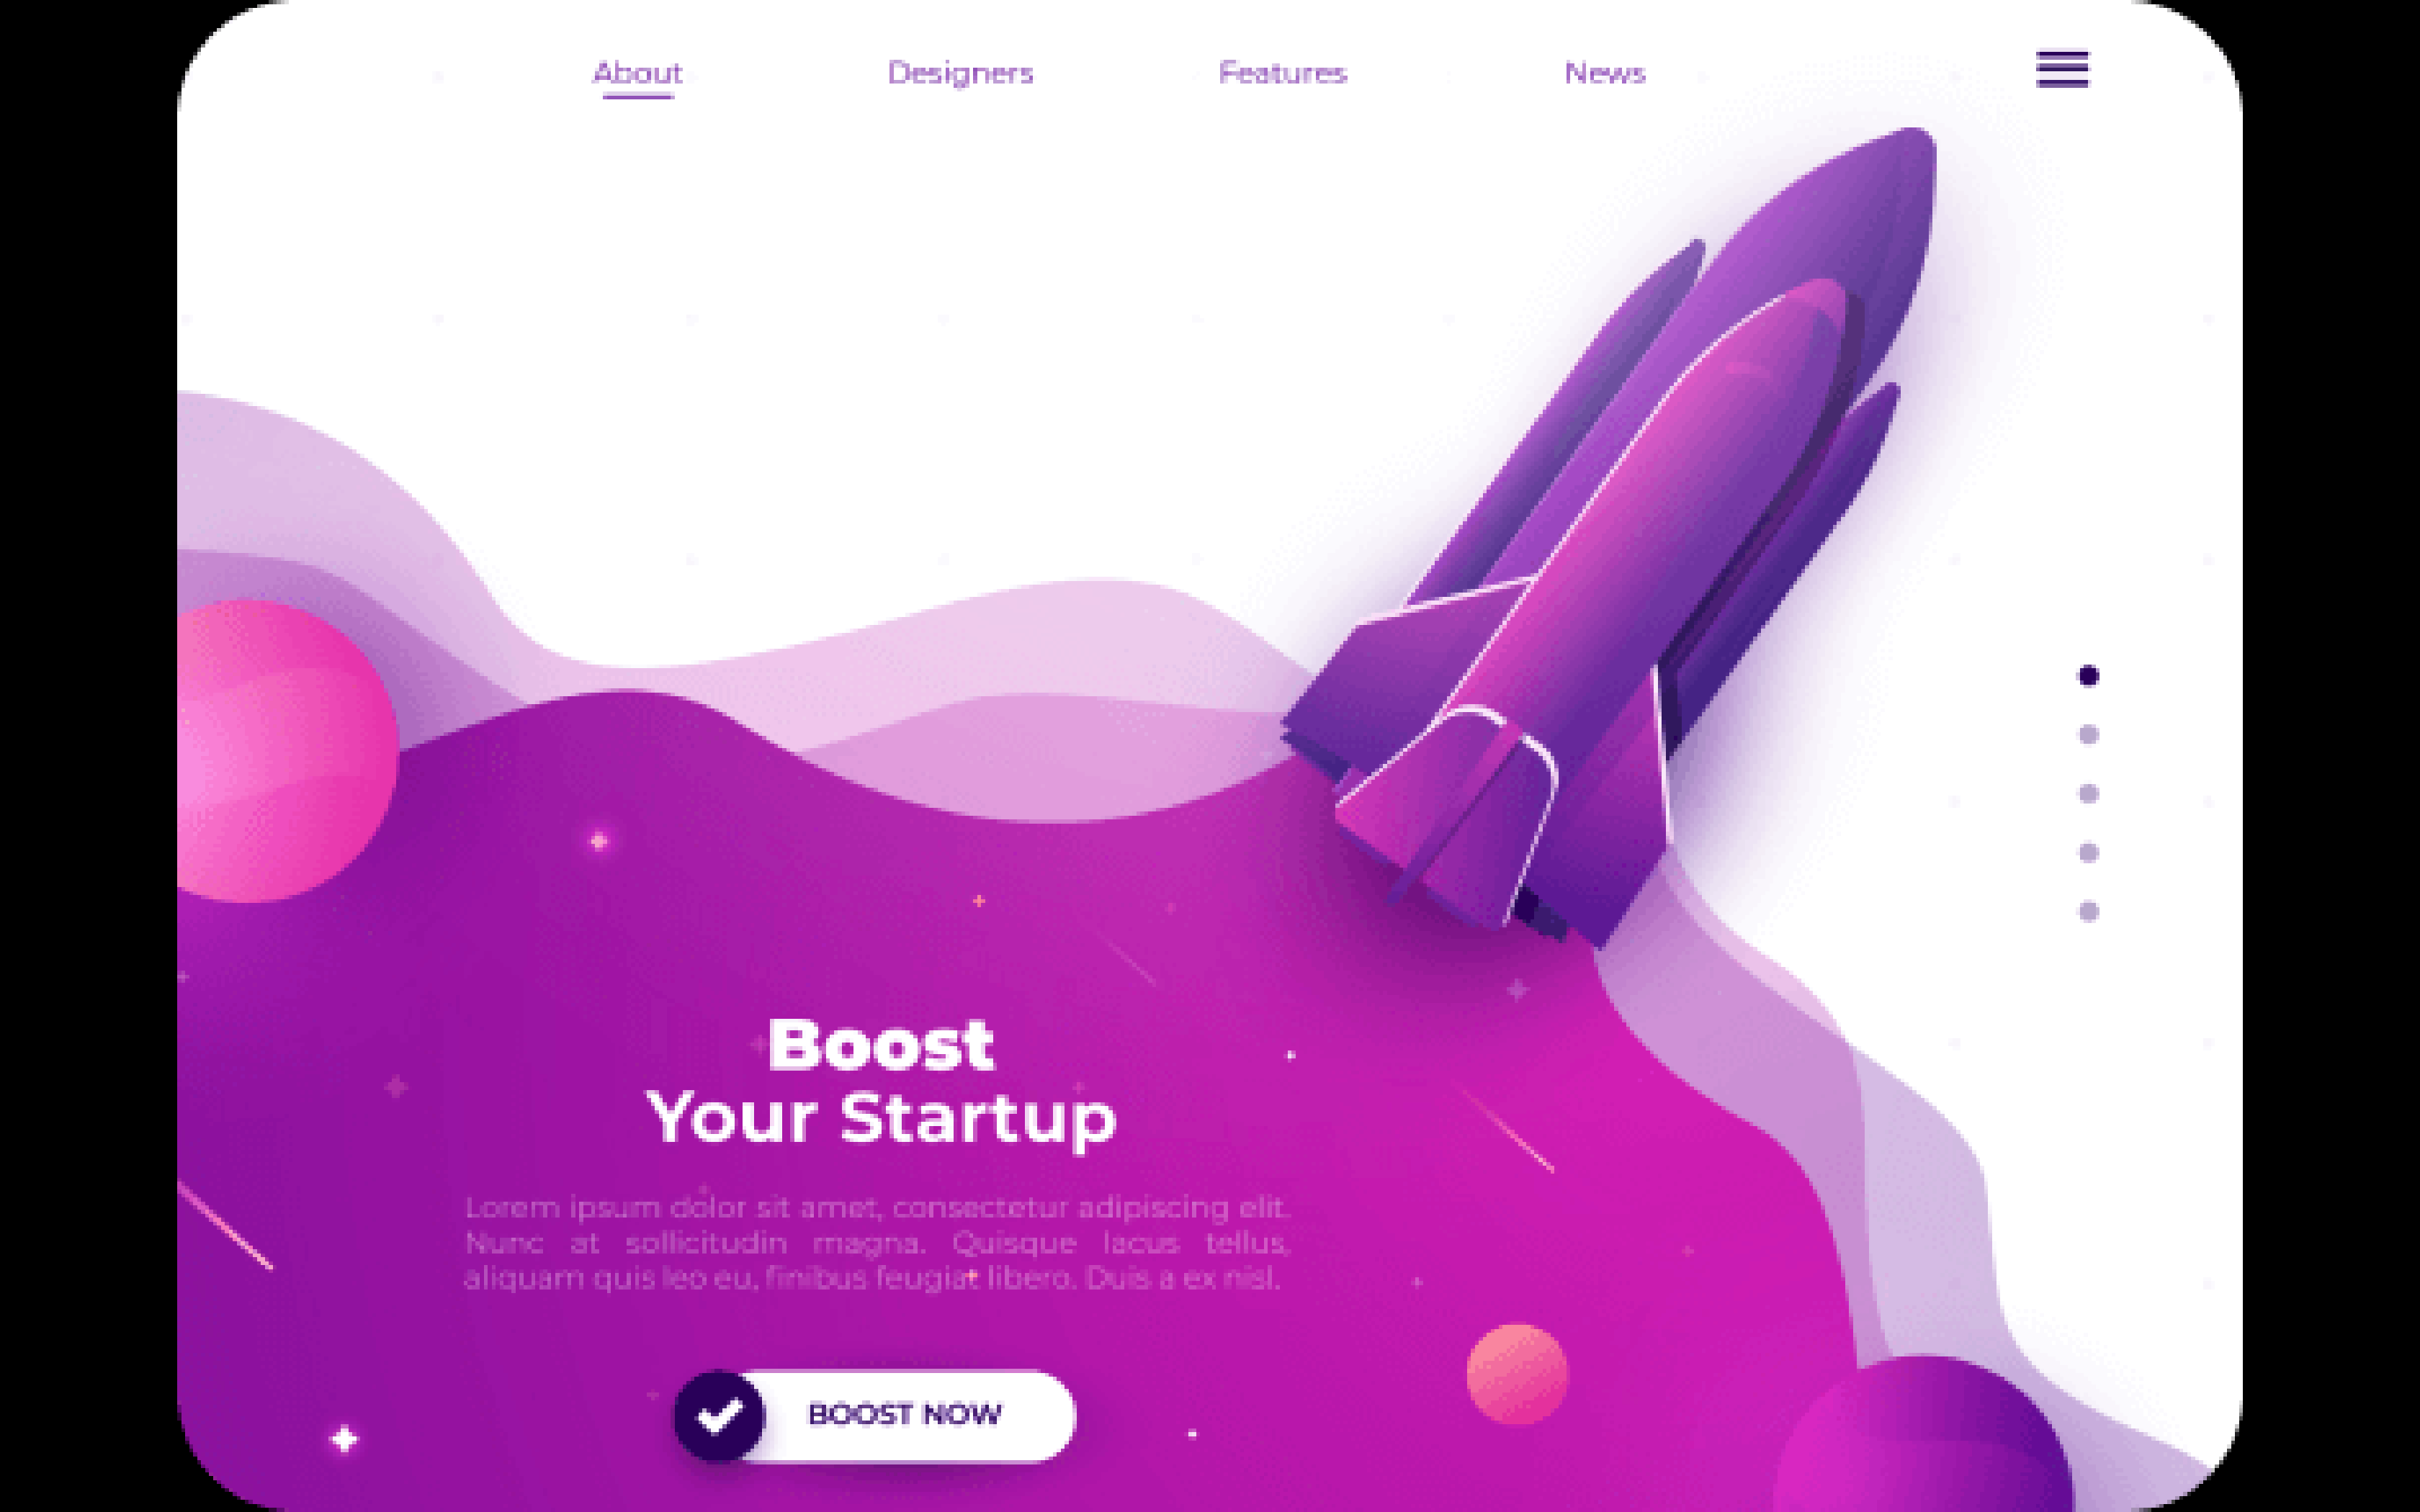 About
Designers
Features
News
Boost
Your Startup
Lorem ipsum dolor sit amet, consectetur adipiscing elit.
Nunc at sollicitudin magna. Quisque lacus tellus,
aliquam quis leo eu, finibus feugiat libero. Duis a ex nisl.
BOOST NOW